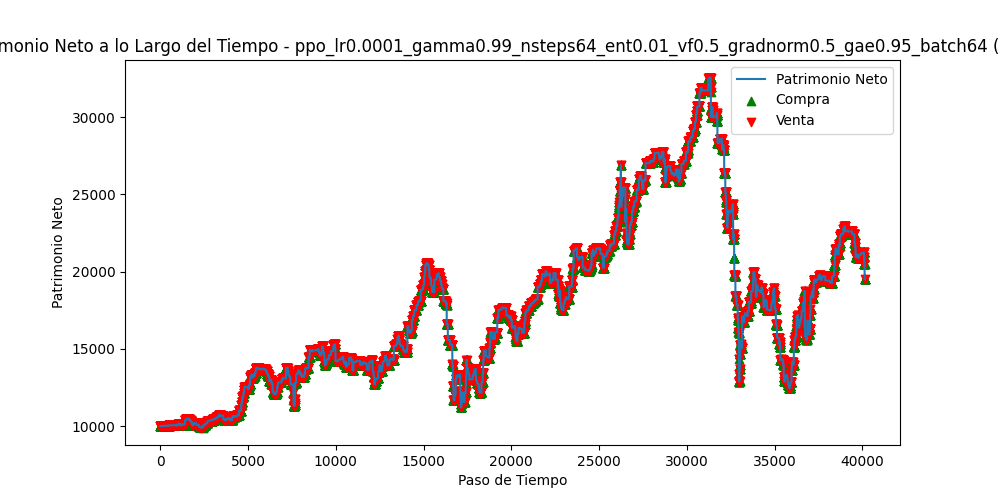 monio Neto a lo Largo del Tiempo - ppo_lr0.0001_gamma0.99_nsteps64_ent0.01_vf0.5_gradnorm0.5_gae0.95_batch64 (
Patrimonio Neto
Compra
Venta
Patrimonio Neto
30000
25000
20000
15000
10000
0 5000 10000 15000 20000 25000 30000 35000 40000
Paso de Tiempo